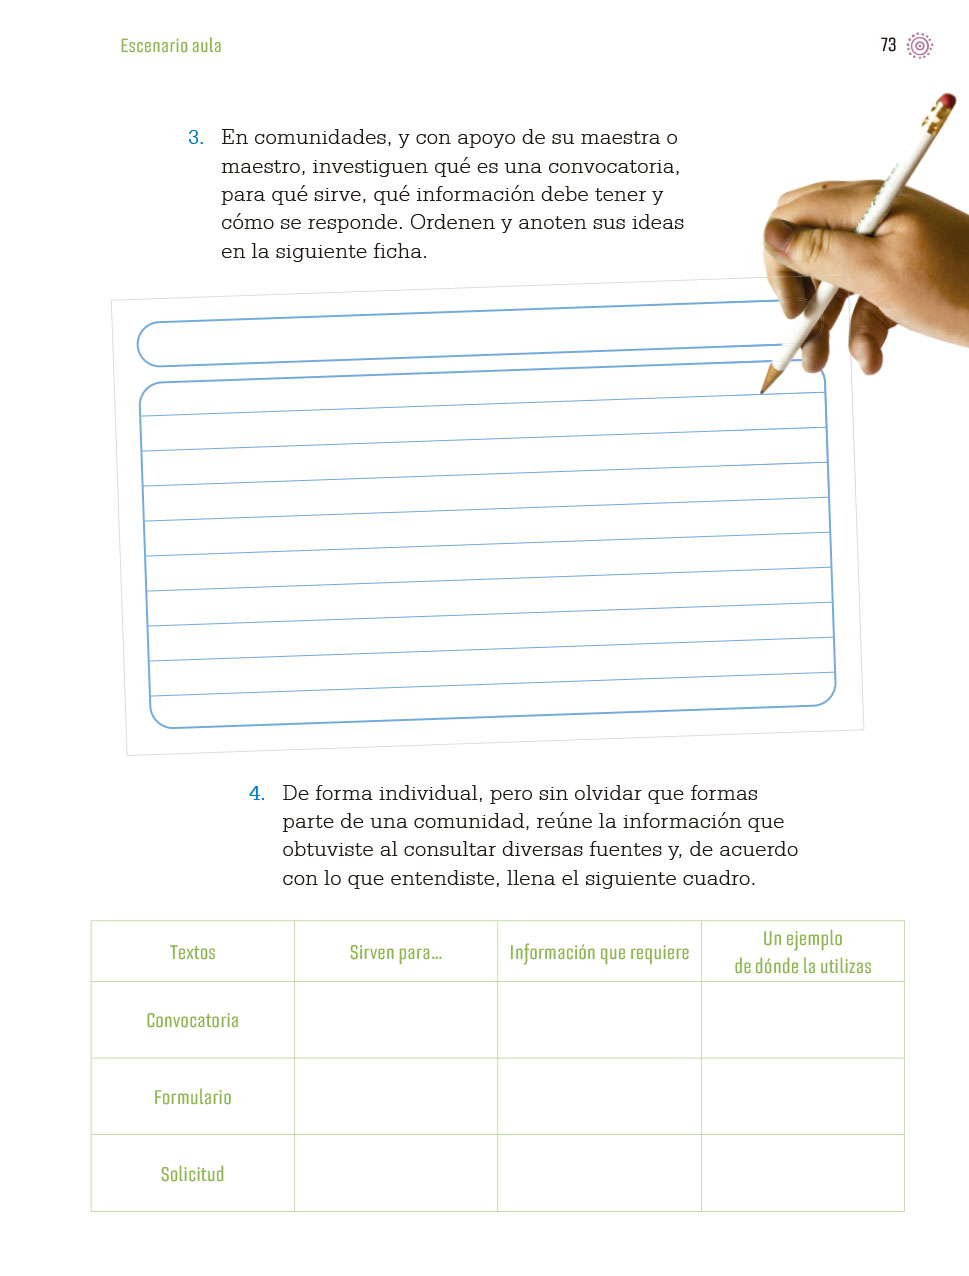 Escenario aula
73
3. En comunidades, y con apoyo de su maestra o
maestro, investiguen qué es una convocatoria,
para qué sirve, qué información debe tener y
cómo se responde. Ordenen y anoten sus ideas
en la siguiente ficha.
4. De forma individual, pero sin olvidar que formas
parte de una comunidad, reúne la información que
obtuviste al consultar diversas fuentes y, de acuerdo
con lo que entendiste, llena el siguiente cuadro.
Textos
Sirven para...
Información que requiere
Un ejemplo
de dónde la utilizas
Convocatoria
Formulario
Solicitud